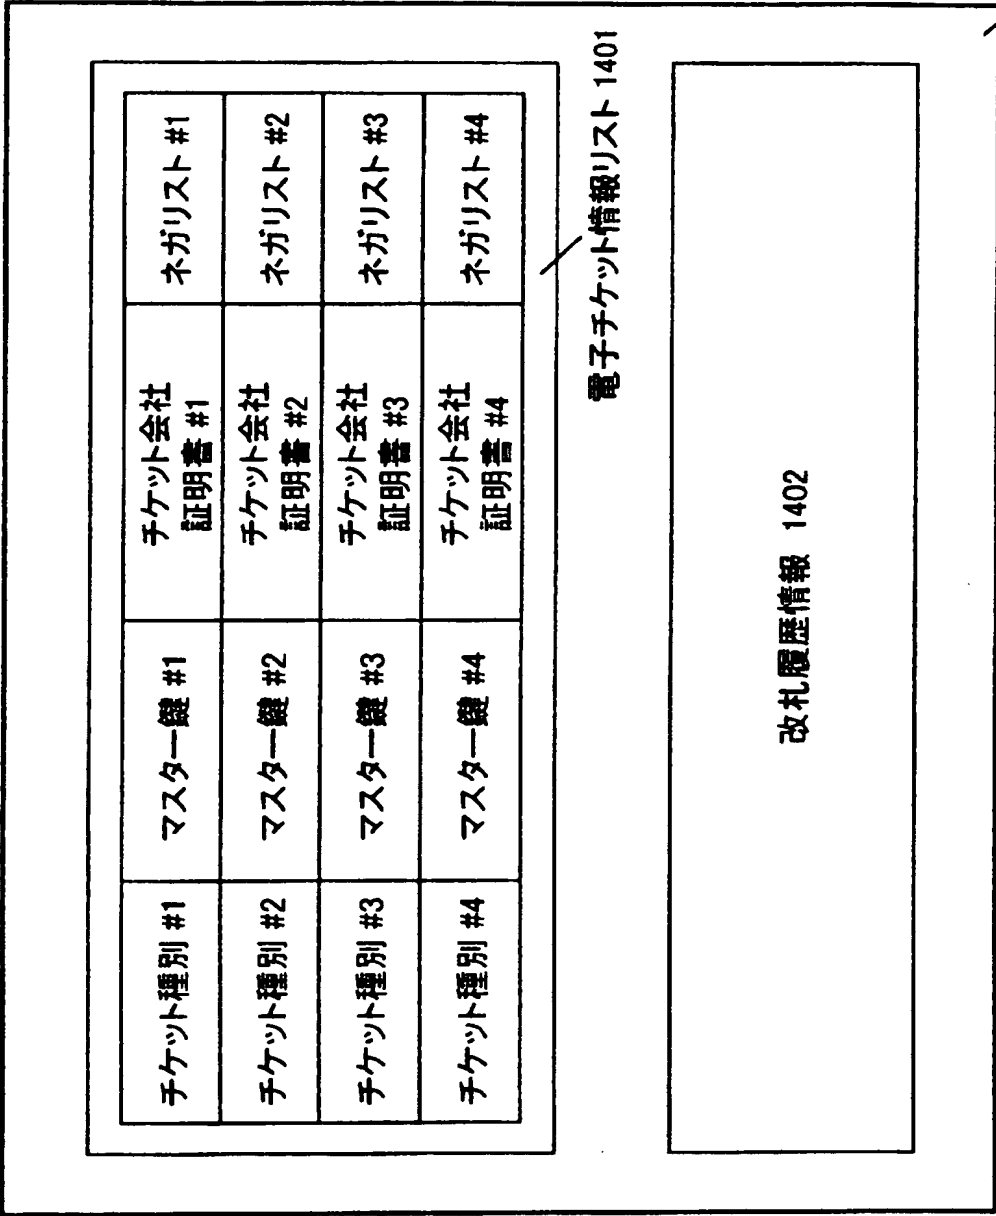 チケット種別 #1
マスター鍵 #1
チケット会社
証明書 #1
ネガリスト #1
チケット種別 #2
マスター鍵 #2
チケット会社
証明書 #2
ネガリスト #2
チケット種別 #3
マスター鍵 #3
チケット会社
証明書 #3
ネガリスト #3
チケット種別 #4
マスター鍵 #4
チケット会社
証明書 #4
ネガリスト #4
電子チケット情報リスト 1401
改札履歴情報 1402